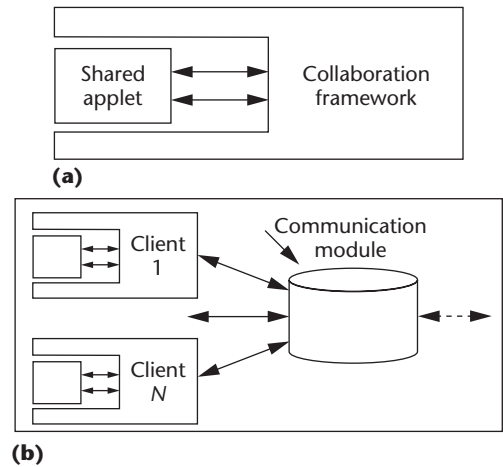 Shared
applet
Collaboration
framework
(a)
Client
1
Communication
module
Client
N
(b)